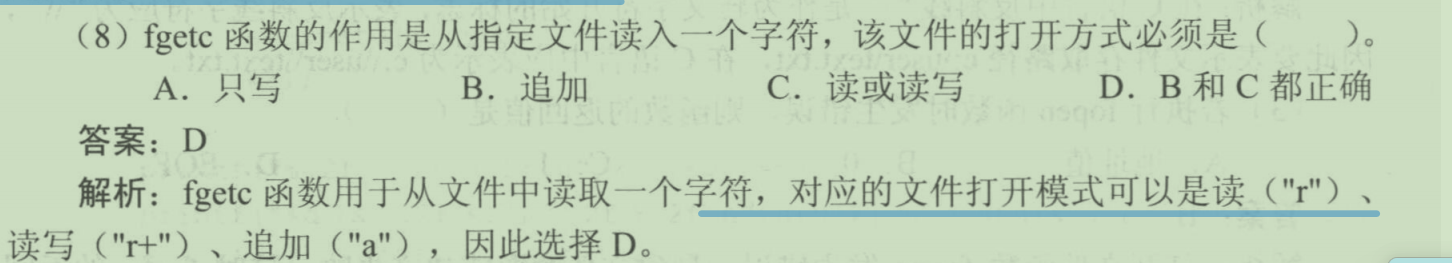 (8) fgetc 函数的作用是从指定文件读入一个字符，该文件的打开方式必须是（ ）。
A．只写 B．追加 C．读或读写 D．B 和 C 都正确
答案：D
解析：fgetc 函数用于从文件中读取一个字符，对应的文件打开模式可以是读（"r"）、
读写（"r+"）、追加（"a"），因此选择 D。